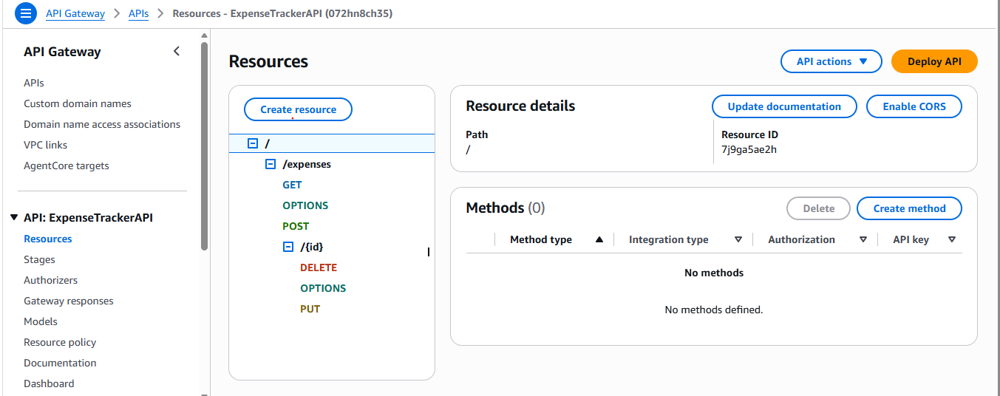 API Gateway > APIs > Resources - ExpenseTrackerAPI (072hn8ch35)
API Gateway
APIs
Custom domain names
Domain name access associations
VPC links
AgentCore targets
API: ExpenseTrackerAPI
Resources
Stages
Authorizers
Gateway responses
Models
Resource policy
Documentation
Dashboard
Resources
API actions
Deploy API
Create resource
/
/expenses
GET
OPTIONS
POST
/{id}
DELETE
OPTIONS
PUT
Resource details
Update documentation
Enable CORS
Path
/
Resource ID
7j9ga5ae2h
Methods (0)
Delete
Create method
Method type
Integration type
Authorization
API key
No methods
No methods defined.